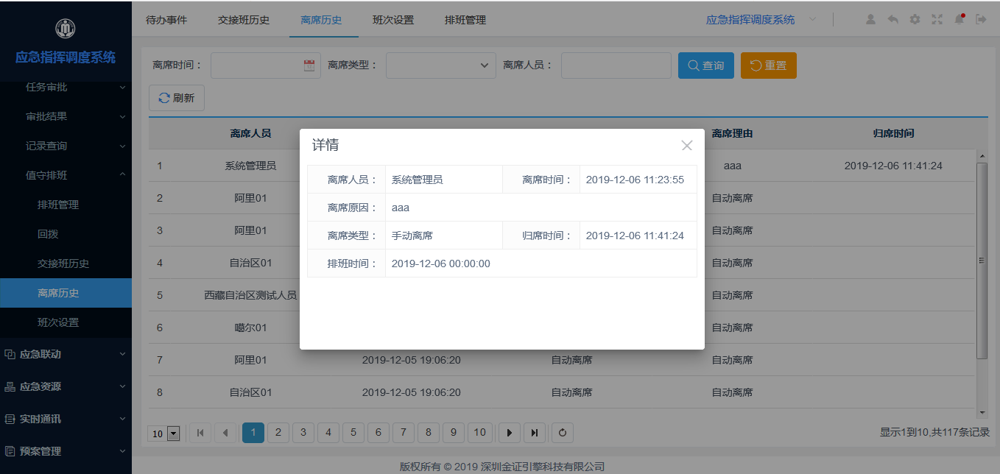 应急指挥调度系统
任务审批
审批结果
记录查询
值守排班
排班管理
回拨
交接班历史
离席历史
班次设置
应急联动
应急资源
实时通讯
预案管理
待办事件 交接班历史 离席历史 班次设置 排班管理 应急指挥调度系统
离席时间： 离席类型： 离席人员： 查询 重置
刷新
离席人员 离席理由 归席时间
1 系统管理员 aaa 2019-12-06 11:41:24
2 阿里01 自动离席
3 阿里01 自动离席
4 自治区01 自动离席
5 西藏自治区测试人员 自动离席
6 噶尔01 自动离席
7 阿里01 2019-12-05 19:06:20 自动离席 自动离席
8 自治区01 2019-12-05 19:06:20 自动离席 自动离席
详情
离席人员： 系统管理员 离席时间： 2019-12-06 11:23:55
离席原因： aaa
离席类型： 手动离席 归席时间： 2019-12-06 11:41:24
排班时间： 2019-12-06 00:00:00
10 1 2 3 4 5 6 7 8 9 10 显示1到10,共117条记录
版权所有 © 2019 深圳金证引擎科技有限公司